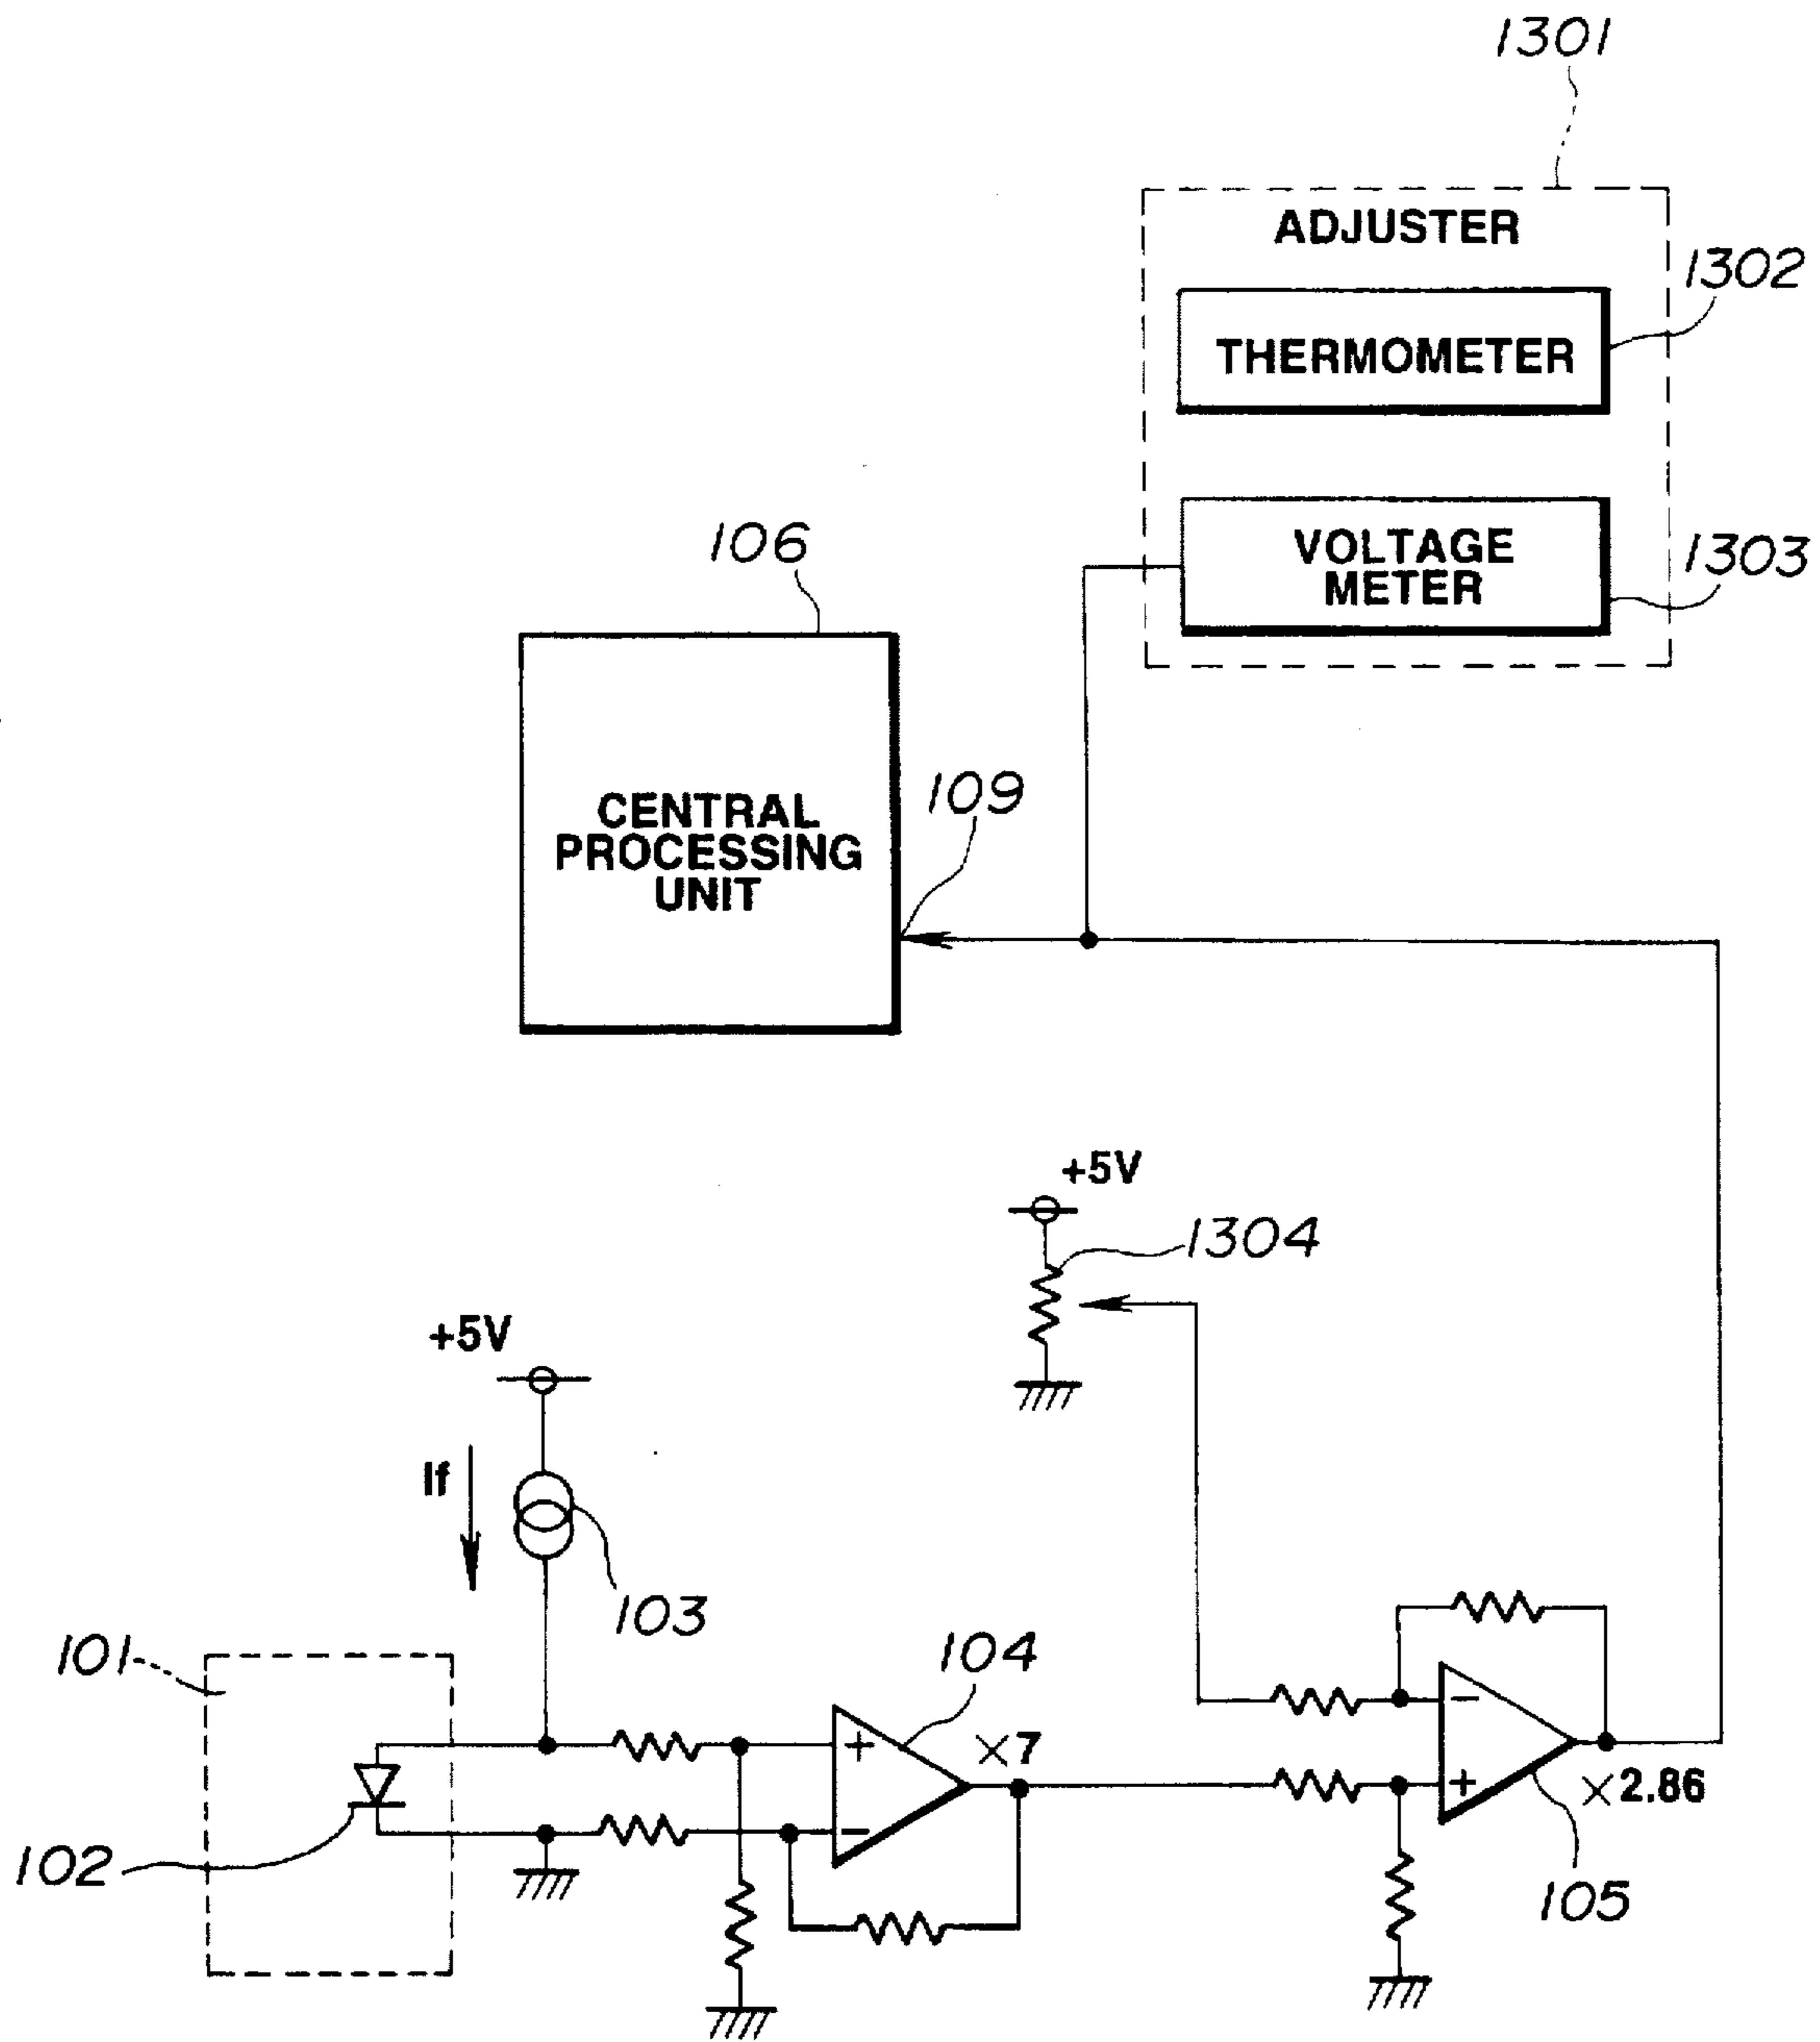 1301
ADJUSTER
1302
THERMOMETER
106
VOLTAGE
METER
1303
109
CENTRAL
PROCESSING
UNIT
+5V
1304
+5V
If
103
101
104
+
×7
−
102
−
+
×2.86
105